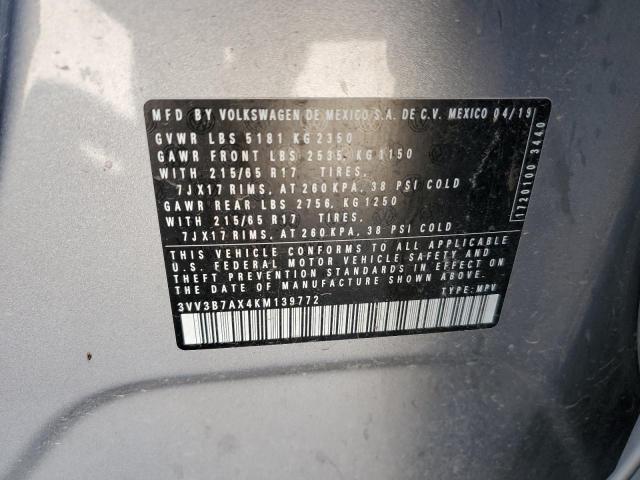 MFD BY VOLKSWAGEN DE MEXICO S.A. DE C.V. MEXICO 04/19
GVWR LBS 5181 KG 2350
GAWR FRONT LBS 2535, KG 1150
WITH 215/65 R17 TIRES.
7JX17 RIMS, AT 260 KPA, 38 PSI COLD
GAWR REAR LBS 2756, KG 1250
WITH 215/65 R17 TIRES.
7JX17 RIMS, AT 260 KPA, 38 PSI COLD
THIS VEHICLE CONFORMS TO ALL APPLICABLE
U.S. FEDERAL MOTOR VEHICLE SAFETY AND
THEFT PREVENTION STANDARDS IN EFFECT ON
THE DATE OF MANUFACTURE SHOWN ABOVE.
3VV3B7AX4KM139772 TYPE: MPV
1720100 3440